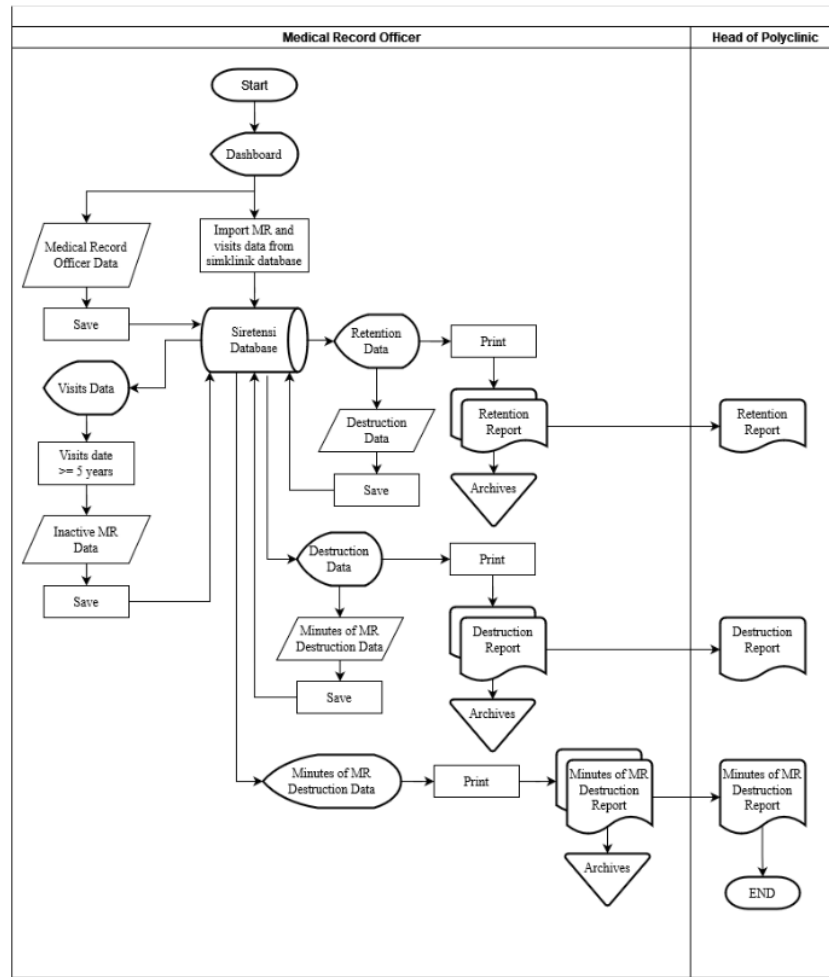 Medical Record Officer
Head of Polyclinic
Start
Dashboard
Medical Record
Officer Data
Import MR and
visits data from
simklinik database
Save
Siretensi
Database
Retention
Data
Print
Visits Data
Retention
Report
Retention
Report
Destruction
Data
Visits date
>= 5 years
Save
Archives
Inactive MR
Data
Destruction
Data
Print
Save
Minutes of MR
Destruction Data
Destruction
Report
Destruction
Report
Save
Archives
Minutes of MR
Destruction Data
Print
Minutes of MR
Destruction
Report
Minutes of MR
Destruction
Report
Archives
END